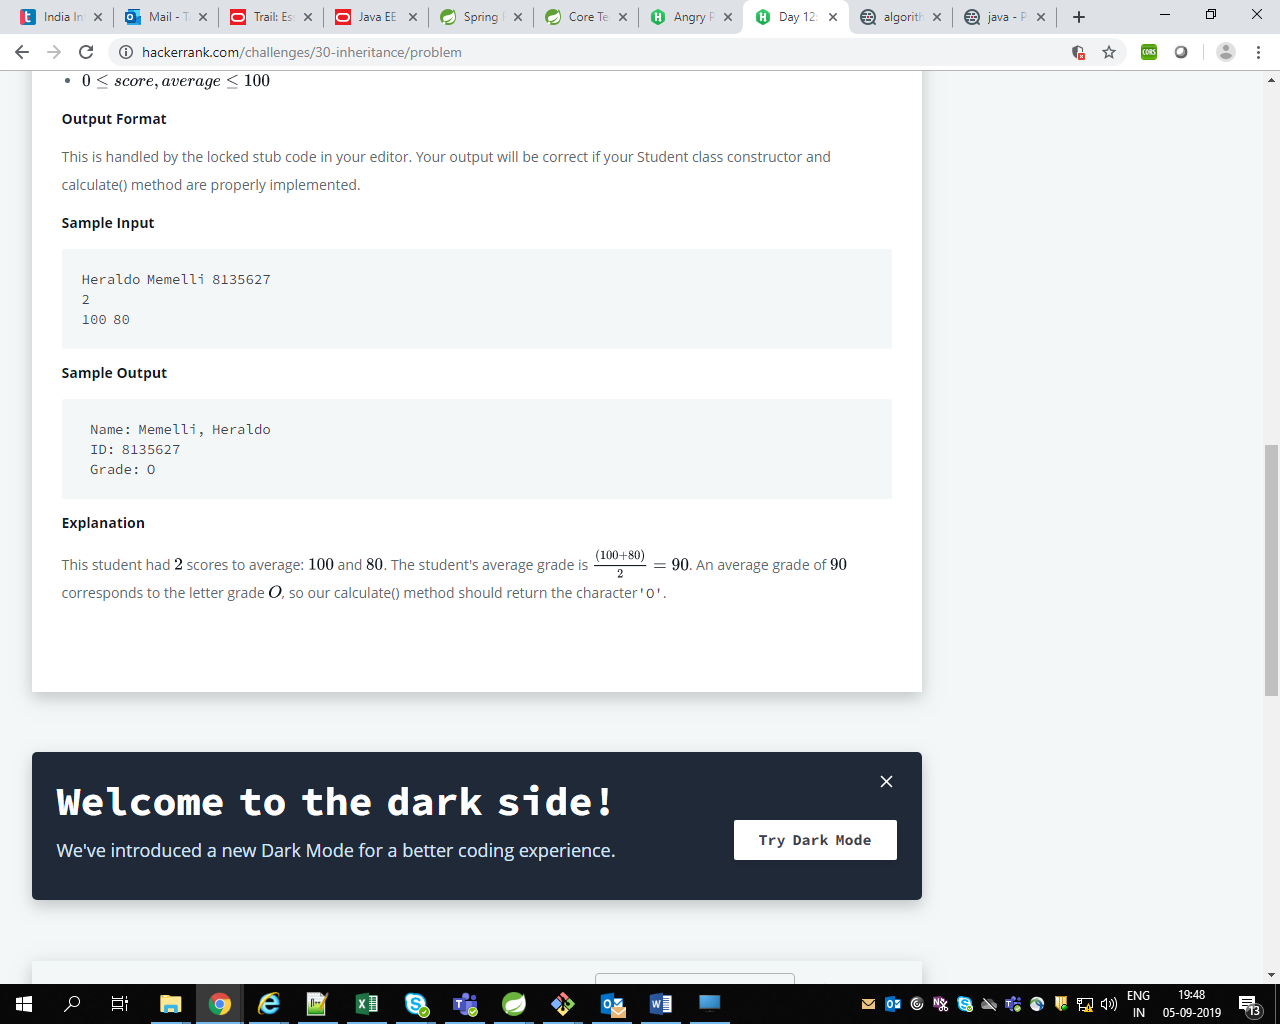 India In
Mail - T
Trail: Es
Java EE
Spring
Core Te
Angry P
Day 12:
algorith
java - P
hackerrank.com/challenges/30-inheritance/problem
CORS
0 ≤ score, average ≤ 100
Output Format
This is handled by the locked stub code in your editor. Your output will be correct if your Student class constructor and
calculate() method are properly implemented.
Sample Input
Heraldo Memelli 8135627
2
100 80
Sample Output
Name: Memelli, Heraldo
ID: 8135627
Grade: O
Explanation
This student had 2 scores to average: 100 and 80. The student's average grade is (100+80)/2 = 90. An average grade of 90
corresponds to the letter grade O, so our calculate() method should return the character'O'.
Welcome to the dark side!
We've introduced a new Dark Mode for a better coding experience.
Try Dark Mode
ENG
IN
19:48
05-09-2019
13